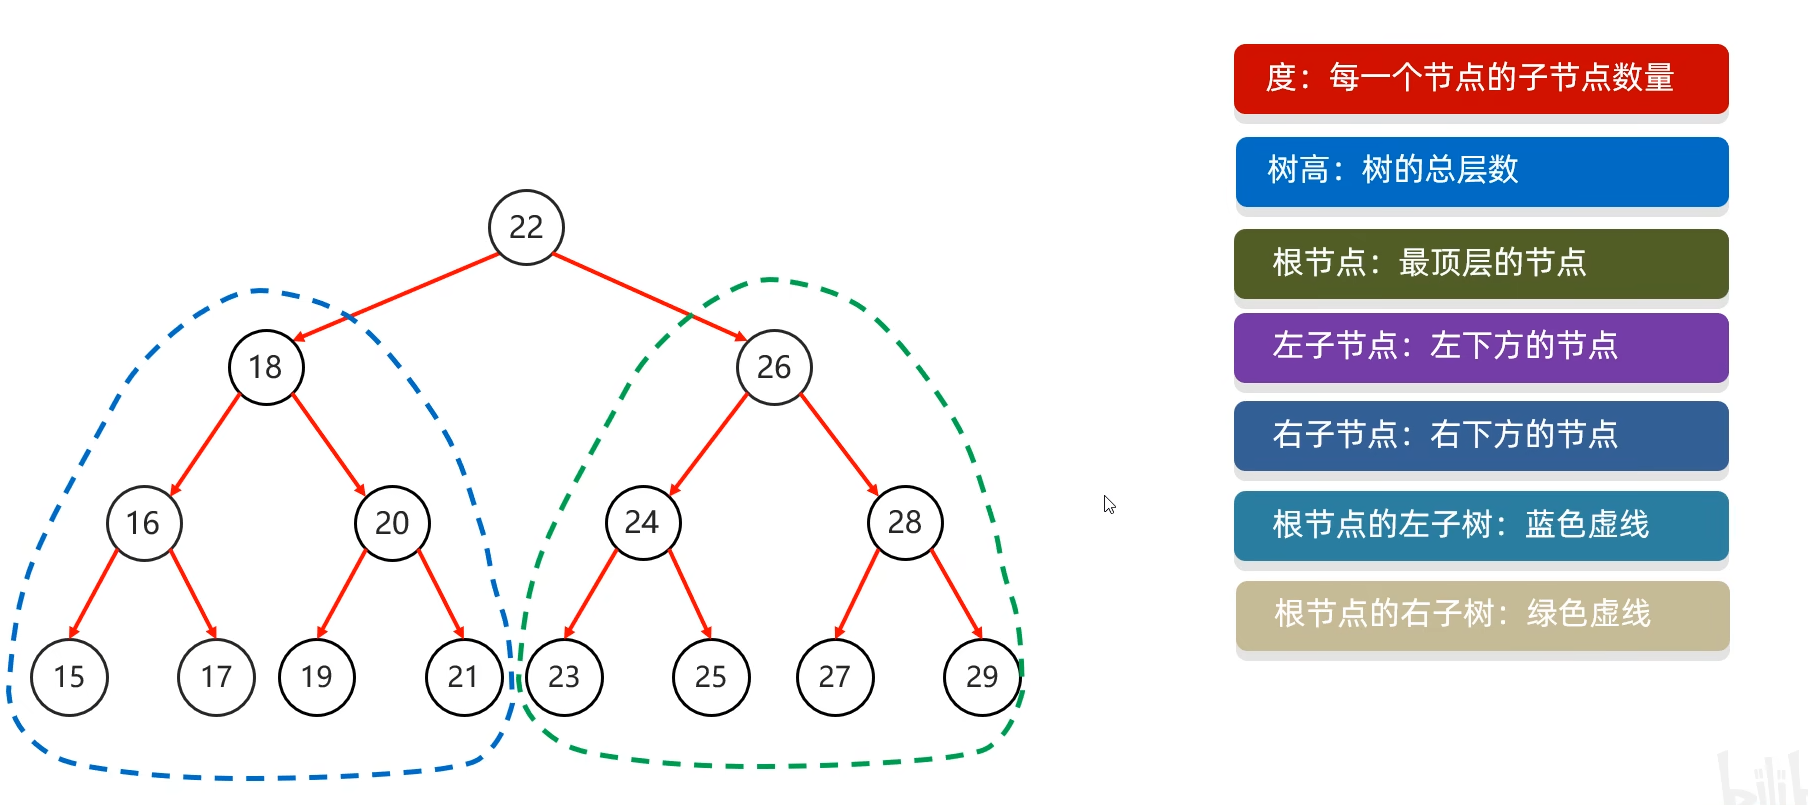 度：每一个节点的子节点数量
树高：树的总层数
22
根节点：最顶层的节点
左子节点：左下方的节点
18
26
右子节点：右下方的节点
16
20
24
28
根节点的左子树：蓝色虚线
根节点的右子树：绿色虚线
15
17
19
21
23
25
27
29